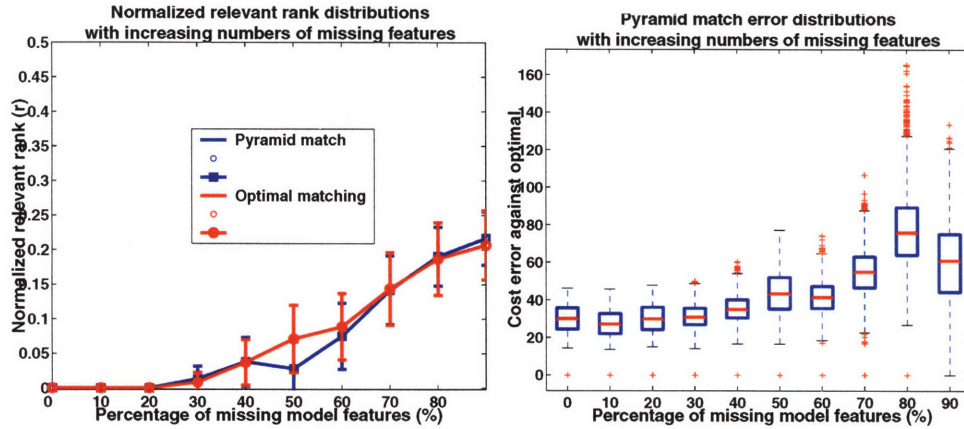 Normalized relevant rank distributions
with increasing numbers of missing features
0.5
0.45
0.4
0.35
0.3
0.25
0.2
0.15
0.1
0.05
0
Normalized relevant rank (r)
Pyramid match
Optimal matching
0 10 20 30 40 50 60 70 80
Percentage of missing model features (%)
Pyramid match error distributions
with increasing numbers of missing features
160
140
120
100
80
60
40
20
0
Cost error against optimal
0 10 20 30 40 50 60 70 80 90
Percentage of missing model features (%)